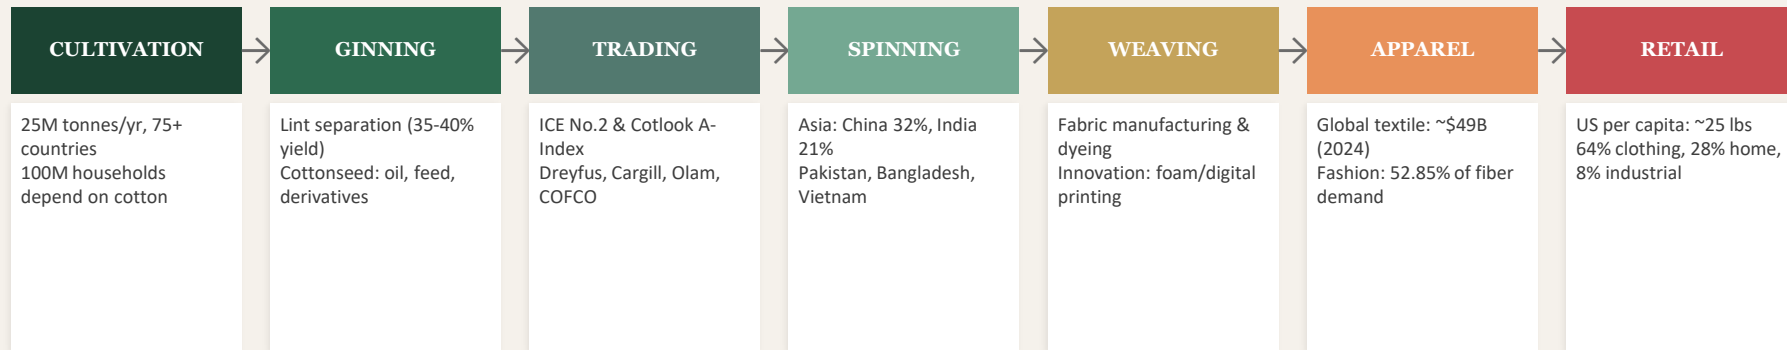 CULTIVATION
25M tonnes/yr, 75+
countries
100M households
depend on cotton
GINNING
Lint separation (35-40%
yield)
Cottonseed: oil, feed,
derivatives
TRADING
ICE No.2 & Cotlook A-
Index
Dreyfus, Cargill, Olam,
COFCO
SPINNING
Asia: China 32%, India
21%
Pakistan, Bangladesh,
Vietnam
WEAVING
Fabric manufacturing &
dyeing
Innovation: foam/digital
printing
APPAREL
Global textile: ~$49B
(2024)
Fashion: 52.85% of fiber
demand
RETAIL
US per capita: ~25 lbs
64% clothing, 28% home,
8% industrial